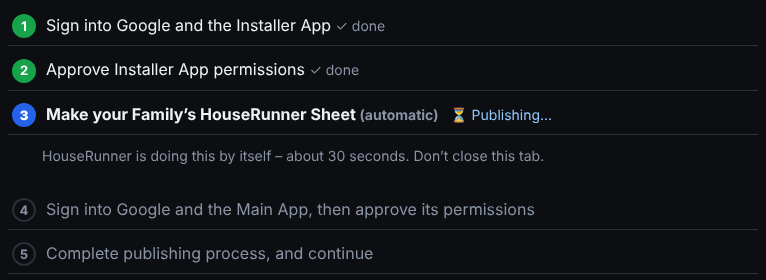 1 Sign into Google and the Installer App ✓ done
2 Approve Installer App permissions ✓ done
3 Make your Family’s HouseRunner Sheet (automatic) ⏳ Publishing...
HouseRunner is doing this by itself – about 30 seconds. Don’t close this tab.
4 Sign into Google and the Main App, then approve its permissions
5 Complete publishing process, and continue